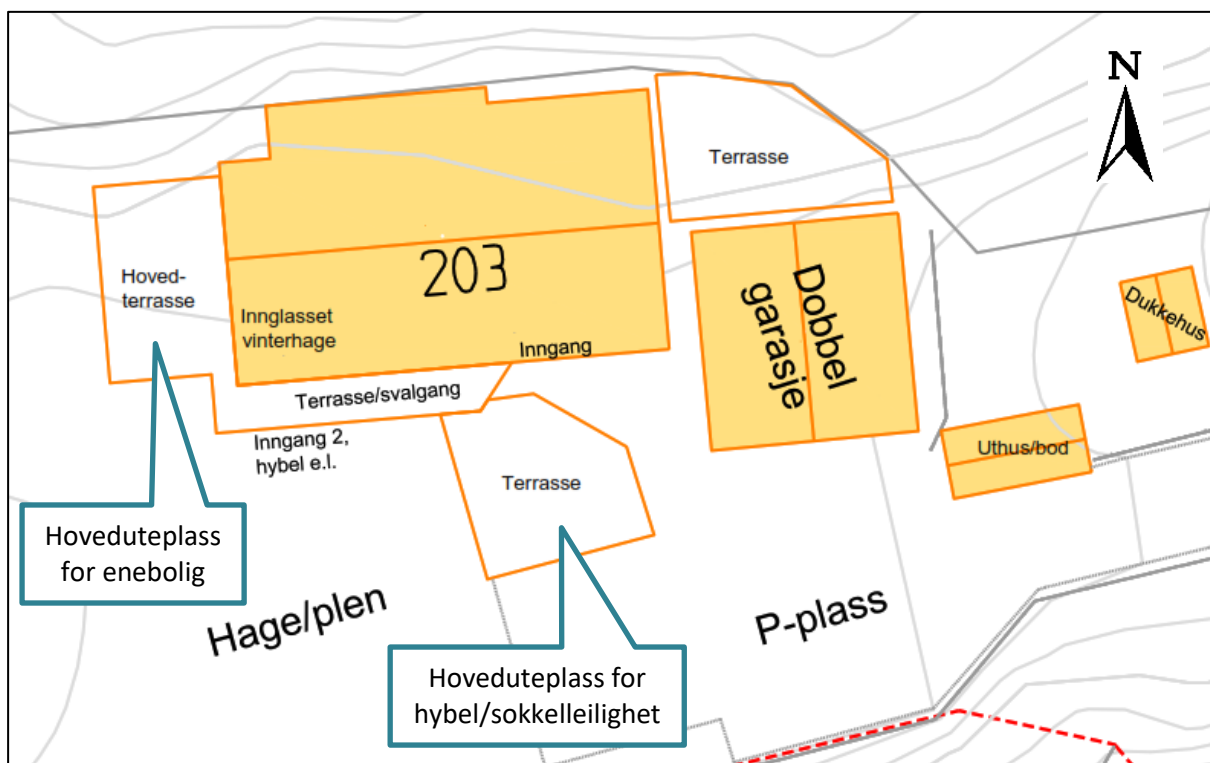 N
Terrasse
203
Hoved-
terrasse
Innglasset
vinterhage
Dobbel
garasje
Dukkehus
Inngang
Terrasse/svalgang
Inngang 2,
hybel e.l.
Uthus/bod
Terrasse
Hoveduteplass
for enebolig
Hage/plen
P-plass
Hoveduteplass for
hybel/sokkelleilighet